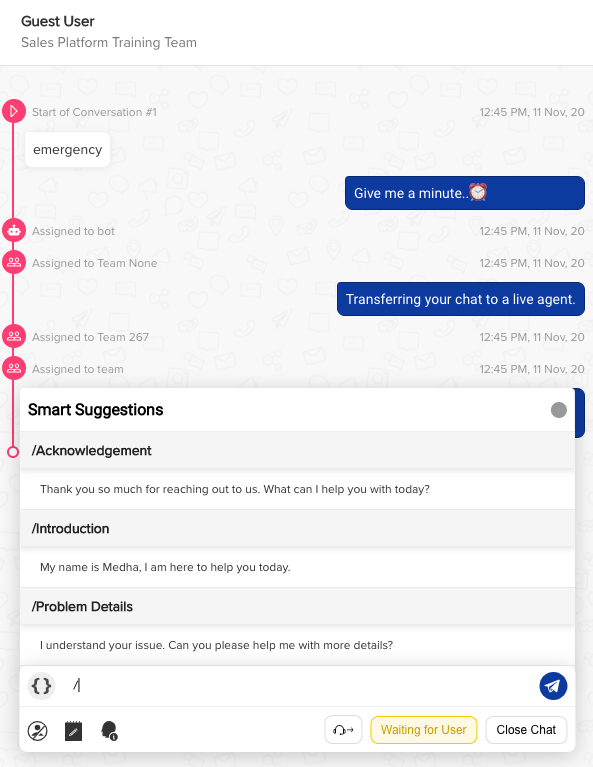 Guest User
Sales Platform Training Team
Start of Conversation #1 12:45 PM, 11 Nov, 20
emergency
Give me a minute..⏰
Assigned to bot 12:45 PM, 11 Nov, 20
Assigned to Team None 12:45 PM, 11 Nov, 20
Transferring your chat to a live agent.
Assigned to Team 267 12:45 PM, 11 Nov, 20
Assigned to team 12:45 PM, 11 Nov, 20
Smart Suggestions
/Acknowledgement
Thank you so much for reaching out to us. What can I help you with today?
/Introduction
My name is Medha, I am here to help you today.
/Problem Details
I understand your issue. Can you please help me with more details?
{} /
Waiting for User Close Chat